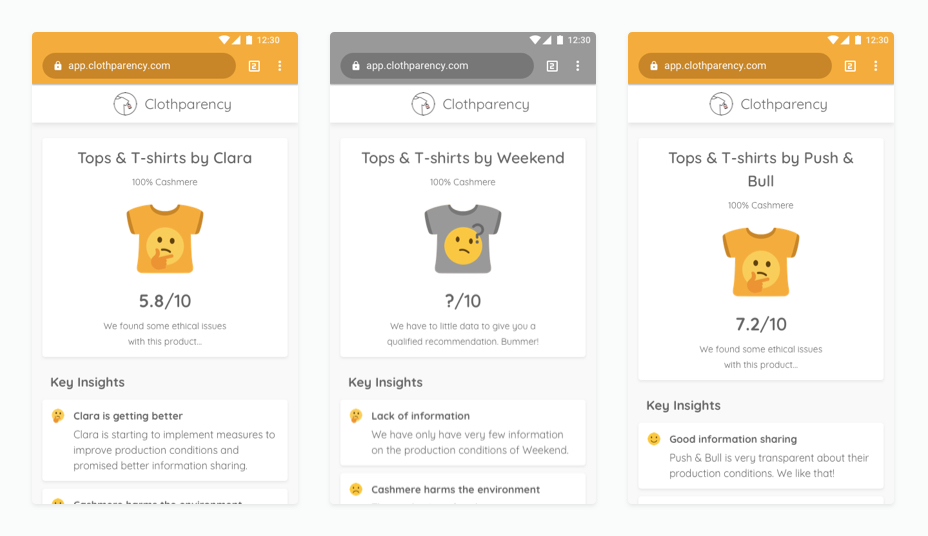 12:30
app.clothparency.com
2
Clothparency
Tops & T-shirts by Clara
100% Cashmere
5.8/10
We found some ethical issues
with this product...
Key Insights
Clara is getting better
Clara is starting to implement measures to
improve production conditions and
promised better information sharing.
Cashmere harms the environment
12:30
app.clothparency.com
2
Clothparency
Tops & T-shirts by Weekend
100% Cashmere
?
?/10
We have to little data to give you a
qualified recommendation. Bummer!
Key Insights
Lack of information
We have only have very few information
on the production conditions of Weekend.
Cashmere harms the environment
12:30
app.clothparency.com
2
Clothparency
Tops & T-shirts by Push &
Bull
100% Cashmere
7.2/10
We found some ethical issues
with this product...
Key Insights
Good information sharing
Push & Bull is very transparent about their
production conditions. We like that!